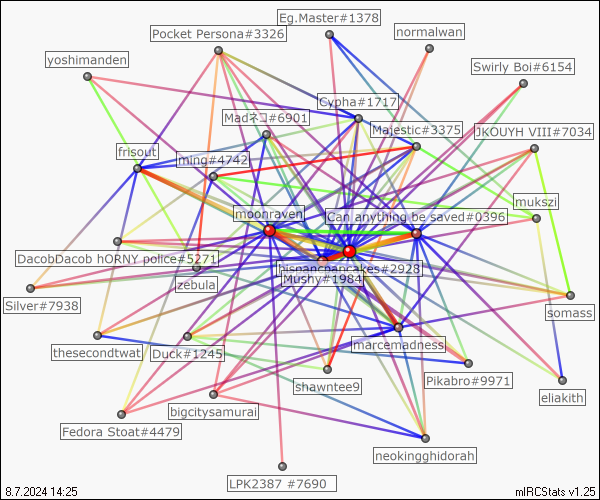 Eg.Master#1378
Pocket Persona#3326
normalwan
yoshimanden
Swirly Boi#6154
Cypha#1717
Madネコ#6901
Majestic#3375
JKOUYH VIII#7034
frisout
ming#4742
mukszi
moonraven
Can anything be saved#0396
DacobDacob hORNY police#5271
hispancpancakes#2928
Mushy#1984
zebula
Silver#7938
somass
marcemadness
thesecondtwat
Duck#1245
Pikabro#9971
shawntee9
eliakith
bigcitysamurai
Fedora Stoat#4479
neokingghidorah
LPK2387 #7690
8.7.2024 14:25
mIRCStats v1.25